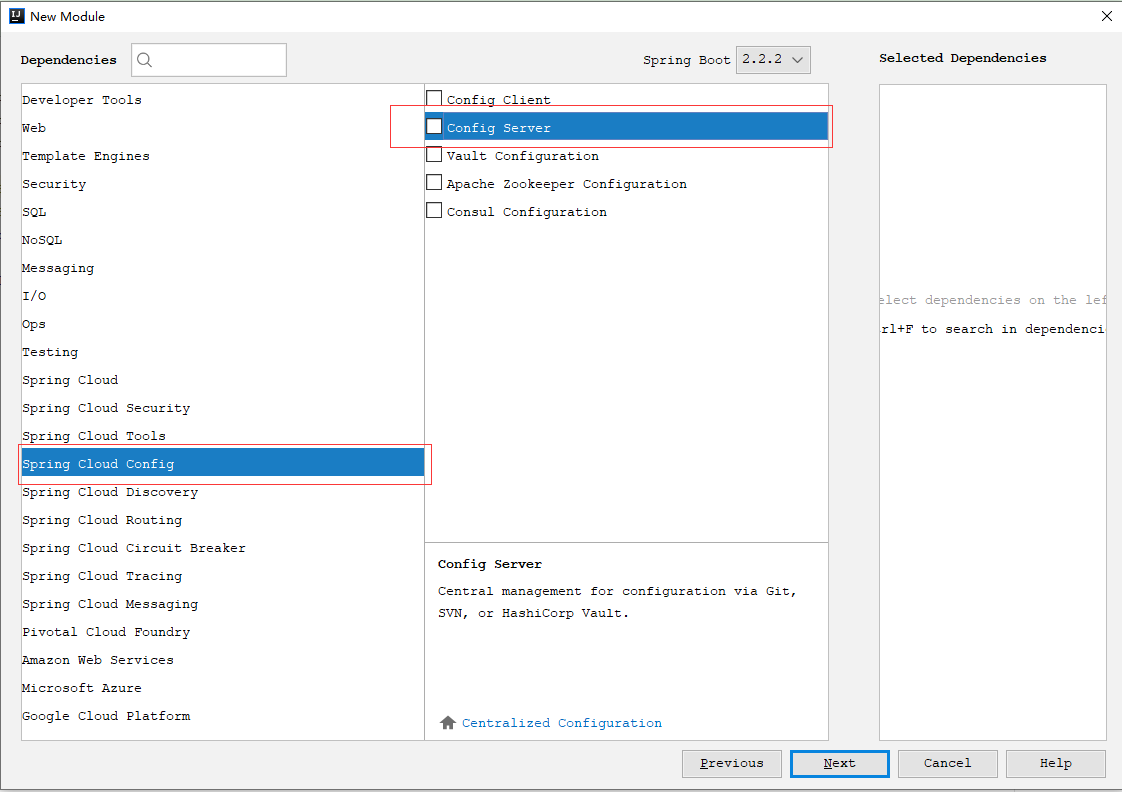 New Module
Dependencies
Spring Boot 2.2.2
Selected Dependencies
Developer Tools
Web
Template Engines
Security
SQL
NoSQL
Messaging
I/O
Ops
Testing
Spring Cloud
Spring Cloud Security
Spring Cloud Tools
Spring Cloud Config
Spring Cloud Discovery
Spring Cloud Routing
Spring Cloud Circuit Breaker
Spring Cloud Tracing
Spring Cloud Messaging
Pivotal Cloud Foundry
Amazon Web Services
Microsoft Azure
Google Cloud Platform
Config Client
Config Server
Vault Configuration
Apache Zookeeper Configuration
Consul Configuration
Config Server
Central management for configuration via Git,
SVN, or HashiCorp Vault.
Centralized Configuration
elect dependencies on the lef
rl+F to search in dependenci
Previous
Next
Cancel
Help